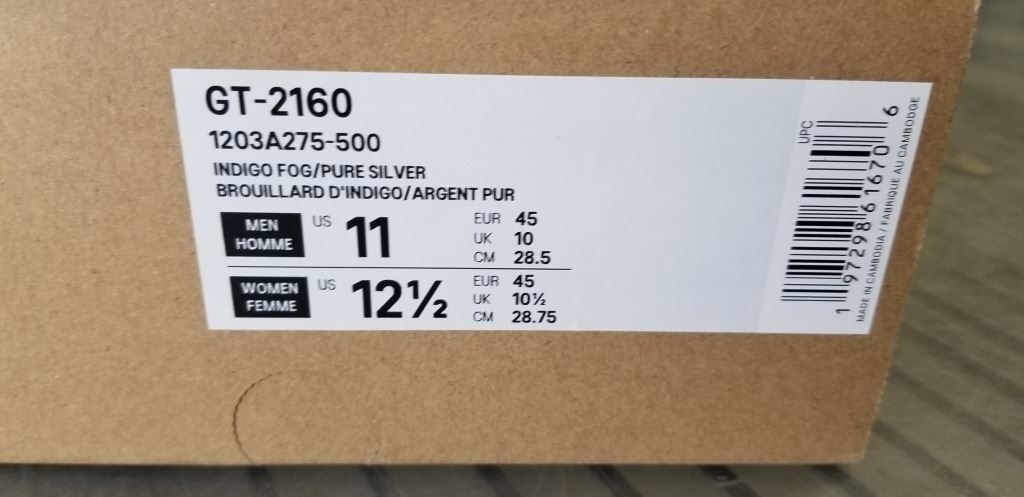 GT-2160
1203A275-500
INDIGO FOG/PURE SILVER
BROUILLARD D'INDIGO/ARGENT PUR
MEN
HOMME
US 11
EUR 45
UK 10
CM 28.5
WOMEN
FEMME
US 12½
EUR 45
UK 10½
CM 28.75
UPC
1 97298 61670 6
MADE IN CAMBODIA / FABRIQUE AU CAMBODGE